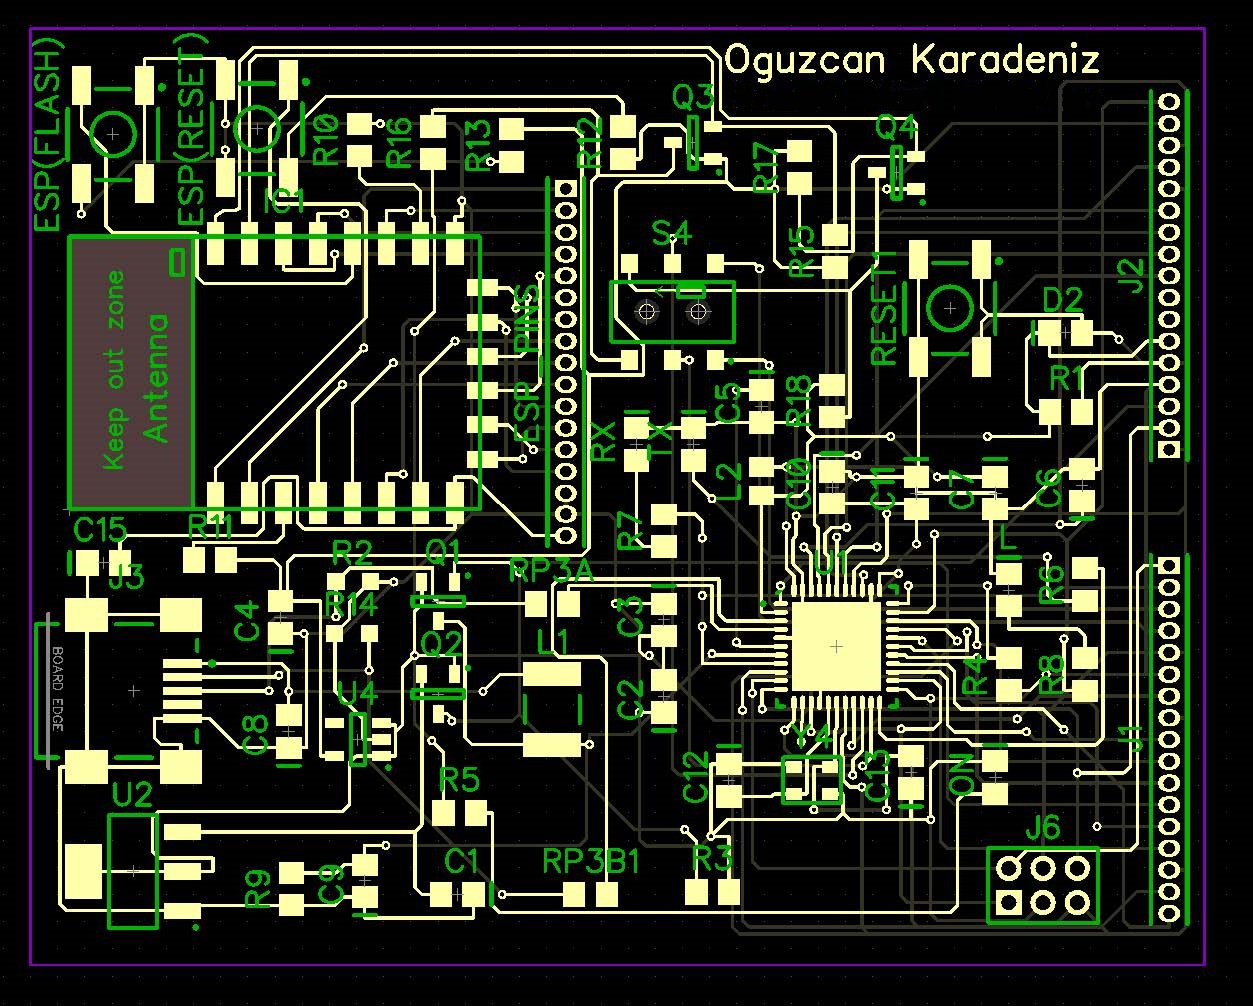 Oguzcan Karadeniz
ESP(FLASH)
ESP(RESET)
R10
R16
R13
R12
Q3
R17
Q4
IC1
S4
R15
RESET1
J2
D2
R1
Keep out zone
Antenna
ESP_PINS
RX
TX
C5
R18
L2
C10
C11
C7
C6
C15
R11
J3
R2
Q1
RP3A
R7
U1
L
R6
C4
R14
Q2
L1
C3
R4
R8
BOARD EDGE
C8
U4
C2
Y4
J1
U2
R5
C12
C13
ON
J6
R9
C9
C1
RP3B1
R3